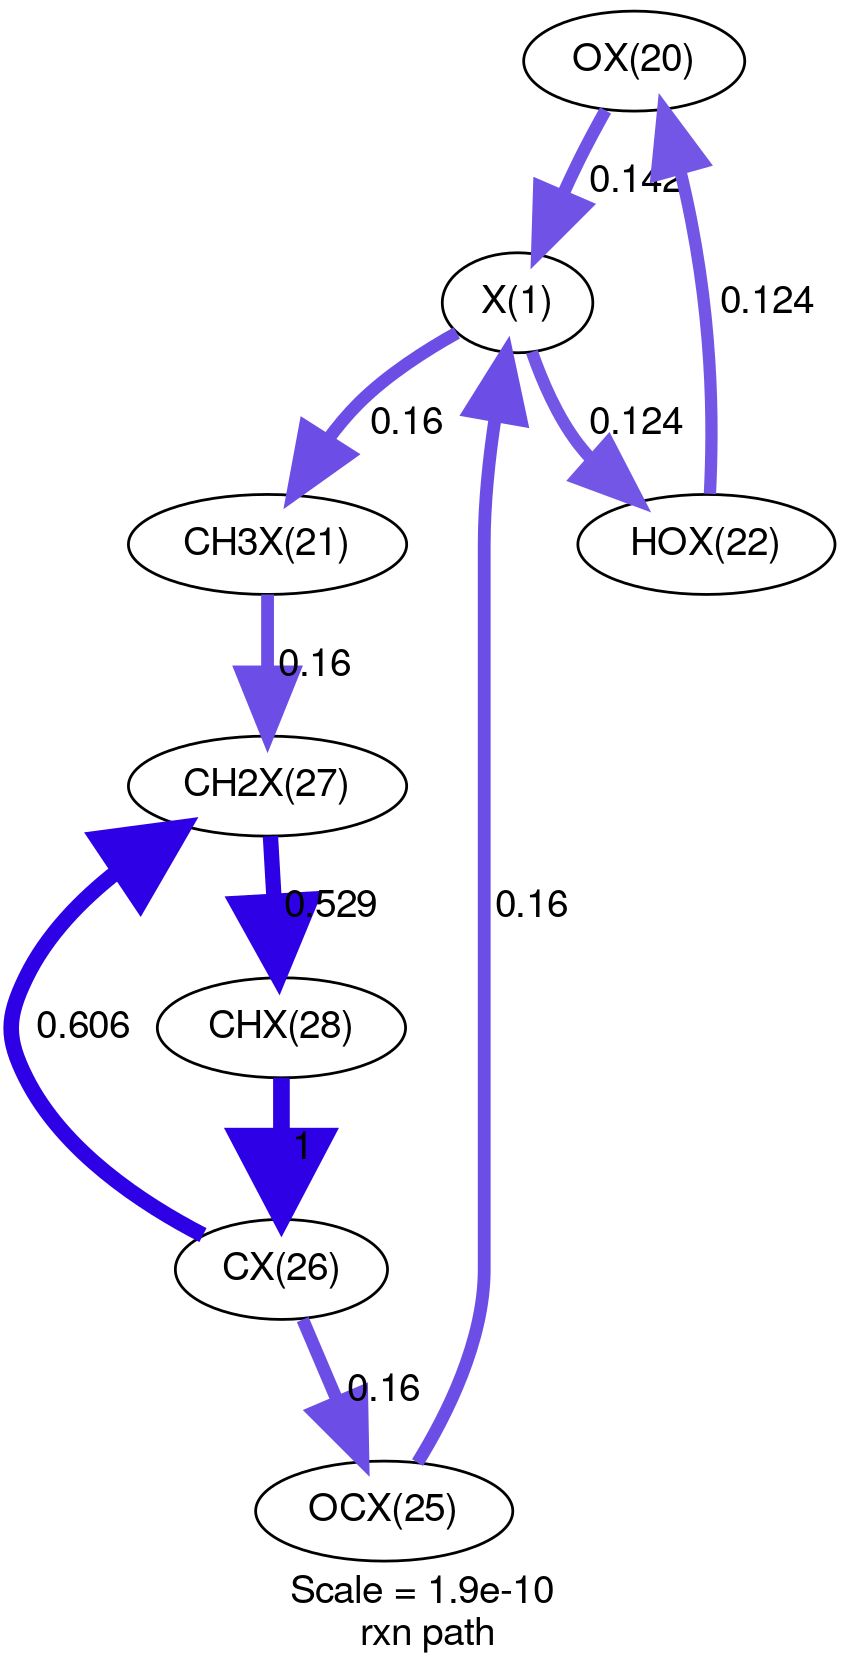 OX(20)
0.142
X(1)
0.124
0.16
0.124
CH3X(21)
HOX(22)
0.16
CH2X(27)
0.529
0.16
0.606
CHX(28)
1
CX(26)
0.16
OCX(25)
Scale = 1.9e-10
rxn path